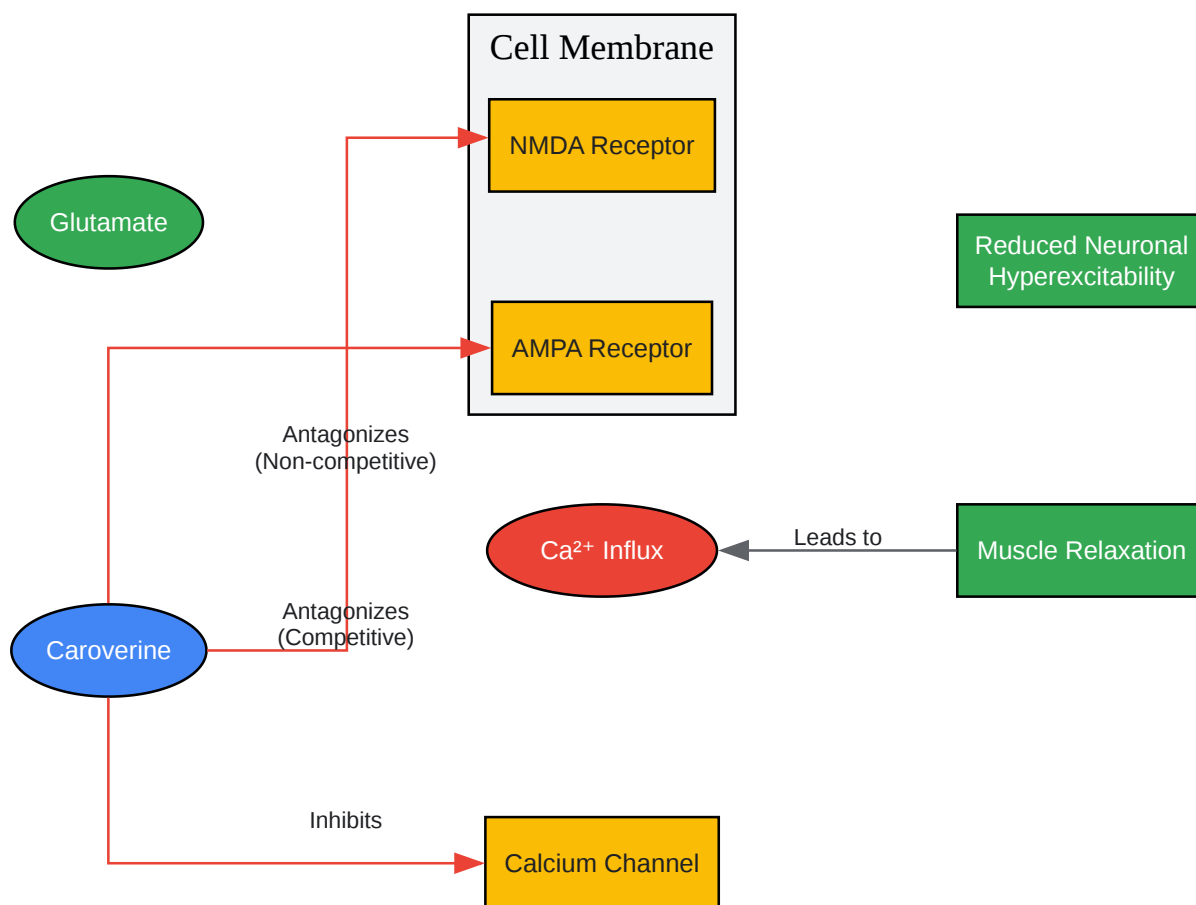 Cell Membrane
NMDA Receptor
Glutamate
Reduced Neuronal
Hyperexcitability
AMPA Receptor
Antagonizes
(Non-competitive)
Ca²⁺ Influx
Leads to
Muscle Relaxation
Antagonizes
(Competitive)
Caroverine
Inhibits
Calcium Channel